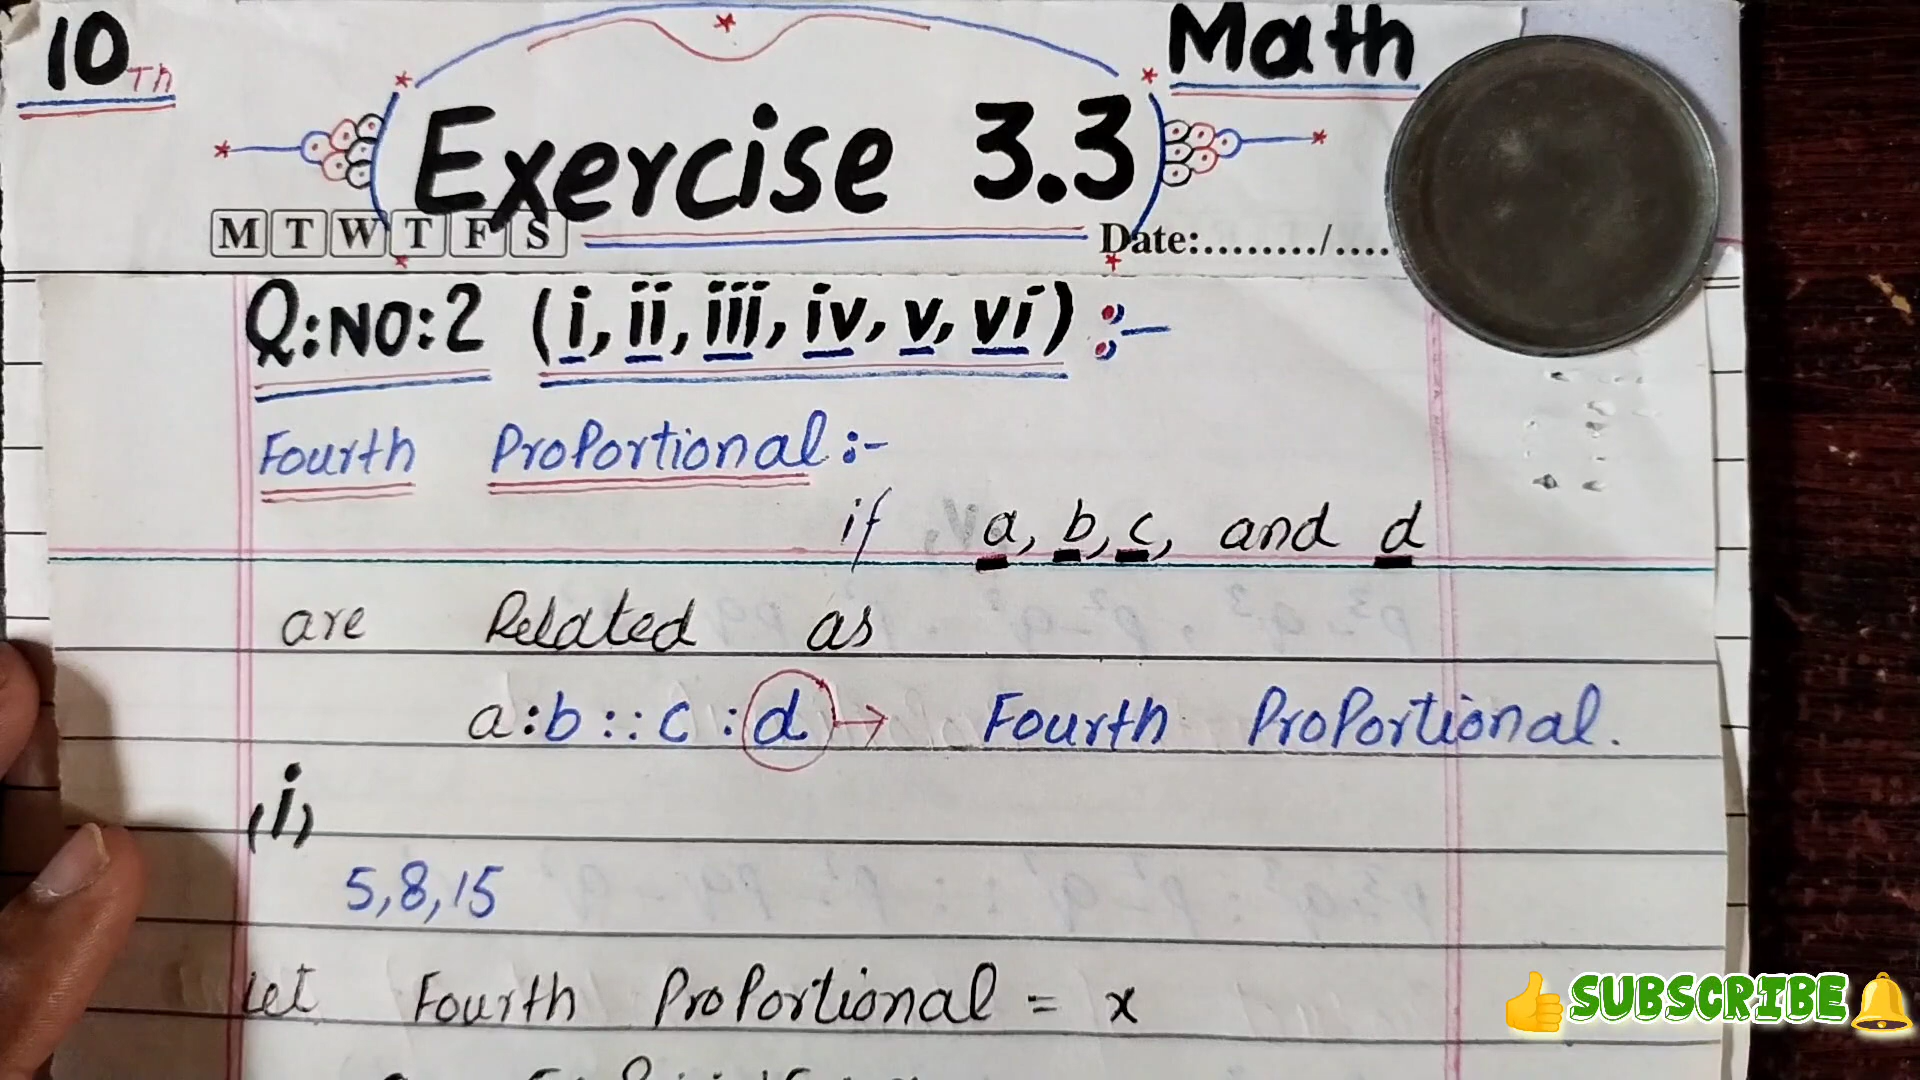 10Th
Math
Exercise 3.3
M T W T F S
Date:......../....
Q:NO:2 (i, ii, iii, iv, v, vi) :-
Fourth ProPortional:-
if a, b, c, and d
are Related as
a:b::c:d → Fourth ProPortional.
(i)
5,8,15
Let Fourth ProPortional = x
SUBSCRIBE